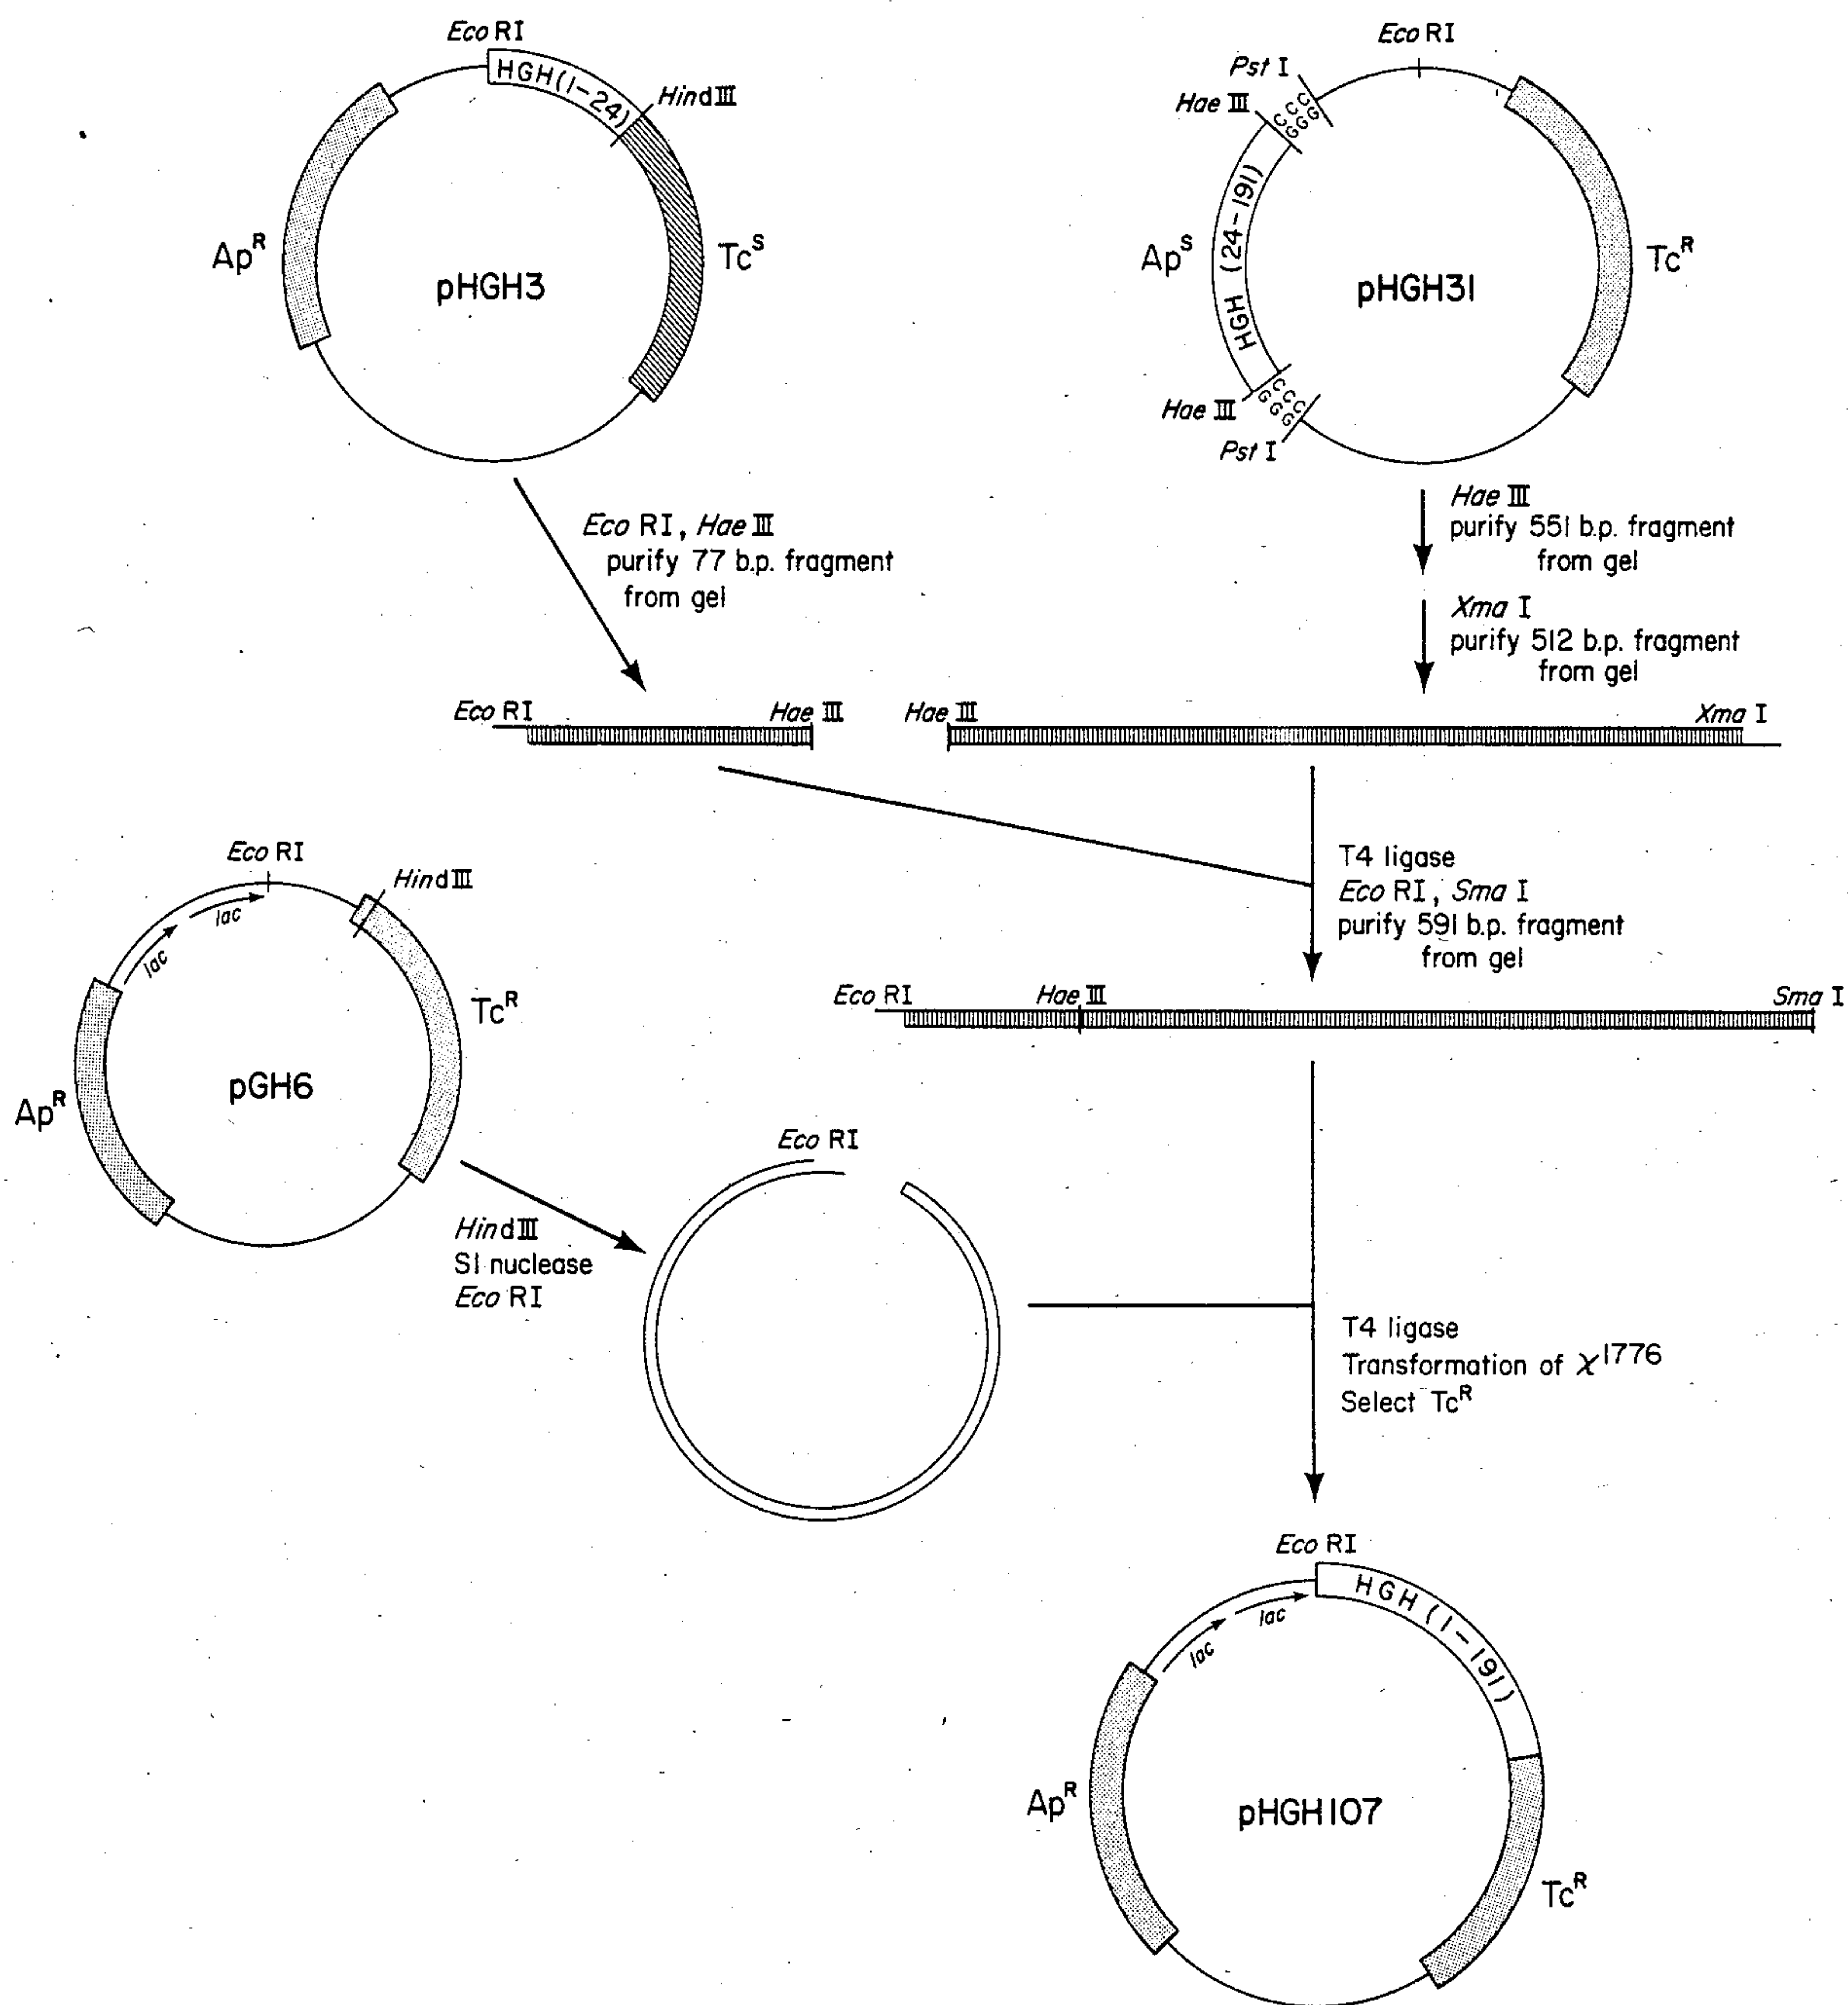 Eco RI
HGH(1-24)
Hind III
Ap^R
Tc^S
pHGH3
Eco RI
Pst I
Hae III
CCC
GGG
HGH (24-191)
Ap^S
Tc^R
pHGH31
Hae III
CCC
GGG
Pst I
Eco RI, Hae III
purify 77 b.p. fragment
from gel
Hae III
purify 551 b.p. fragment
from gel
Xma I
purify 512 b.p. fragment
from gel
Eco RI
Hae III
Hae III
Xma I
T4 ligase
Eco RI, Sma I
purify 591 b.p. fragment
from gel
Eco RI
Hind III
lac
lac
Tc^R
Ap^R
pGH6
Eco RI
Hae III
Sma I
Hind III
S1 nuclease
Eco RI
Eco RI
T4 ligase
Transformation of χ1776
Select Tc^R
Eco RI
HGH (1-191)
lac
lac
Ap^R
pHGH107
Tc^R